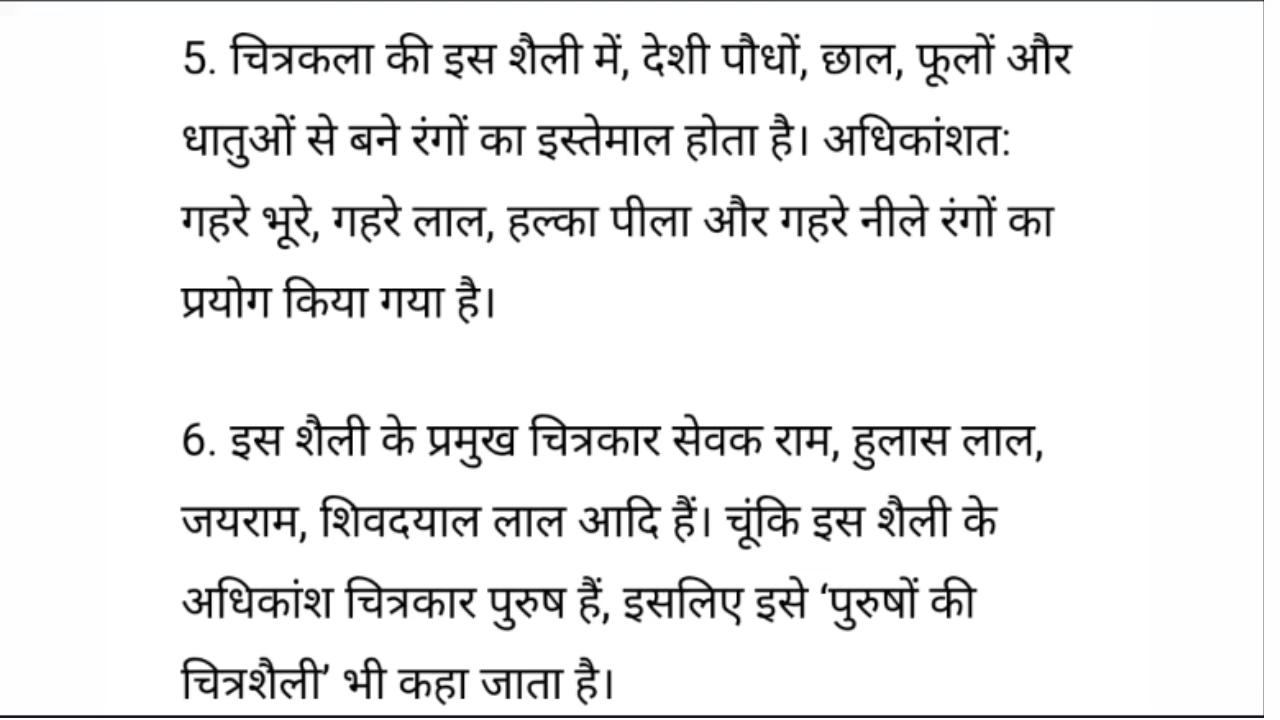 5. चित्रकला की इस शैली में, देशी पौधों, छाल, फूलों और
धातुओं से बने रंगों का इस्तेमाल होता है। अधिकांशत:
गहरे भूरे, गहरे लाल, हल्का पीला और गहरे नीले रंगों का
प्रयोग किया गया है।
6. इस शैली के प्रमुख चित्रकार सेवक राम, हुलास लाल,
जयराम, शिवदयाल लाल आदि हैं। चूंकि इस शैली के
अधिकांश चित्रकार पुरुष हैं, इसलिए इसे ‘पुरुषों की
चित्रशैली’ भी कहा जाता है।